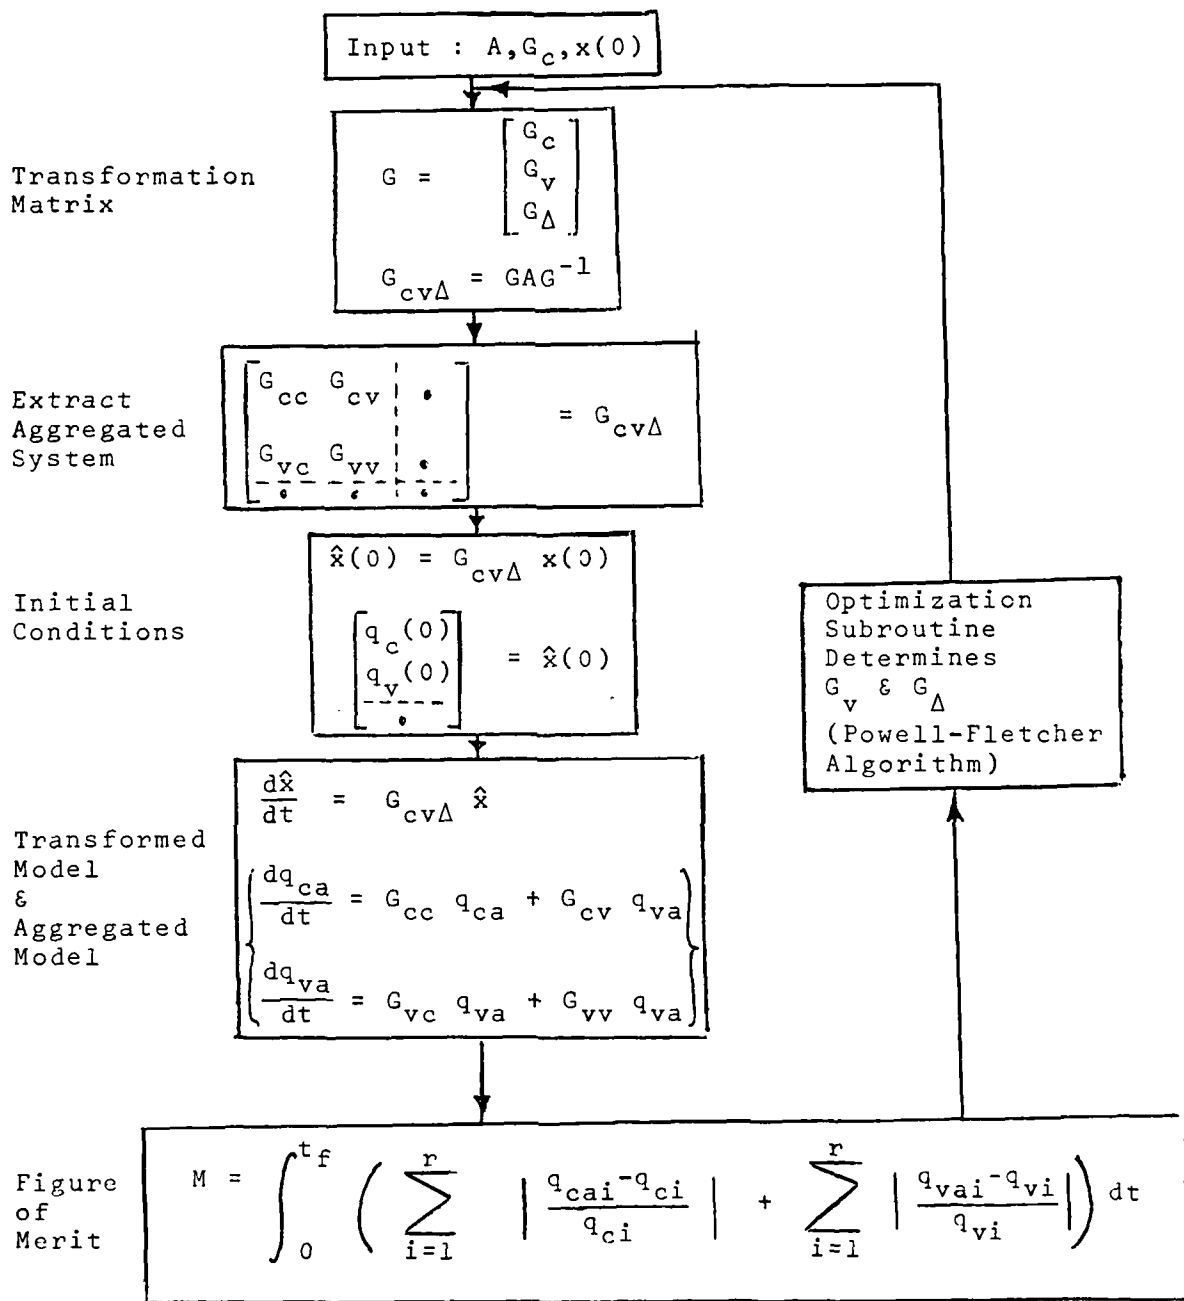 Input : A,G_c,x(0)
Transformation
Matrix
G = [G_c G_v G_Δ]
G_cvΔ = GAG^-1
Extract
Aggregated
System
[G_cc G_cv .
G_vc G_vv .
. . .] = G_cvΔ
Initial
Conditions
x̂(0) = G_cvΔ x(0)
[q_c(0)
q_v(0)
.] = x̂(0)
Optimization
Subroutine
Determines
G_v & G_Δ
(Powell-Fletcher
Algorithm)
Transformed
Model
&
Aggregated
Model
dx̂/dt = G_cvΔ x̂
{dq_ca/dt = G_cc q_ca + G_cv q_va
dq_va/dt = G_vc q_va + G_vv q_va}
Figure
of
Merit
M = ∫_0^t_f ( ∑_i=1^r | (q_cai-q_ci)/q_ci | + ∑_i=1^r | (q_vai-q_vi)/q_vi | ) dt